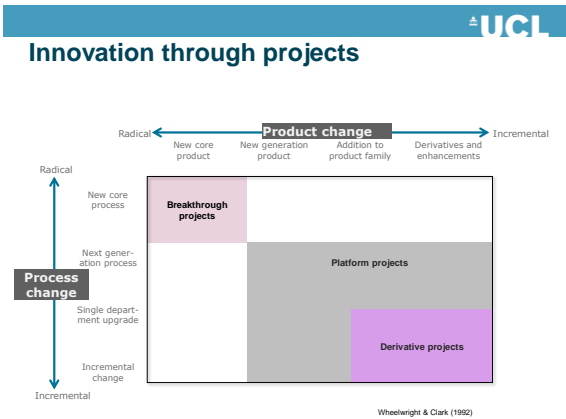 UCL
Innovation through projects
Radical
Product change
Incremental
New core
product
New generation
product
Addition to
product family
Derivatives and
enhancements
Radical
New core
process
Breakthrough
projects
Next gener-
ation process
Platform projects
Process
change
Single depart-
ment upgrade
Derivative projects
Incremental
change
Incremental
Wheelwright & Clark (1992)